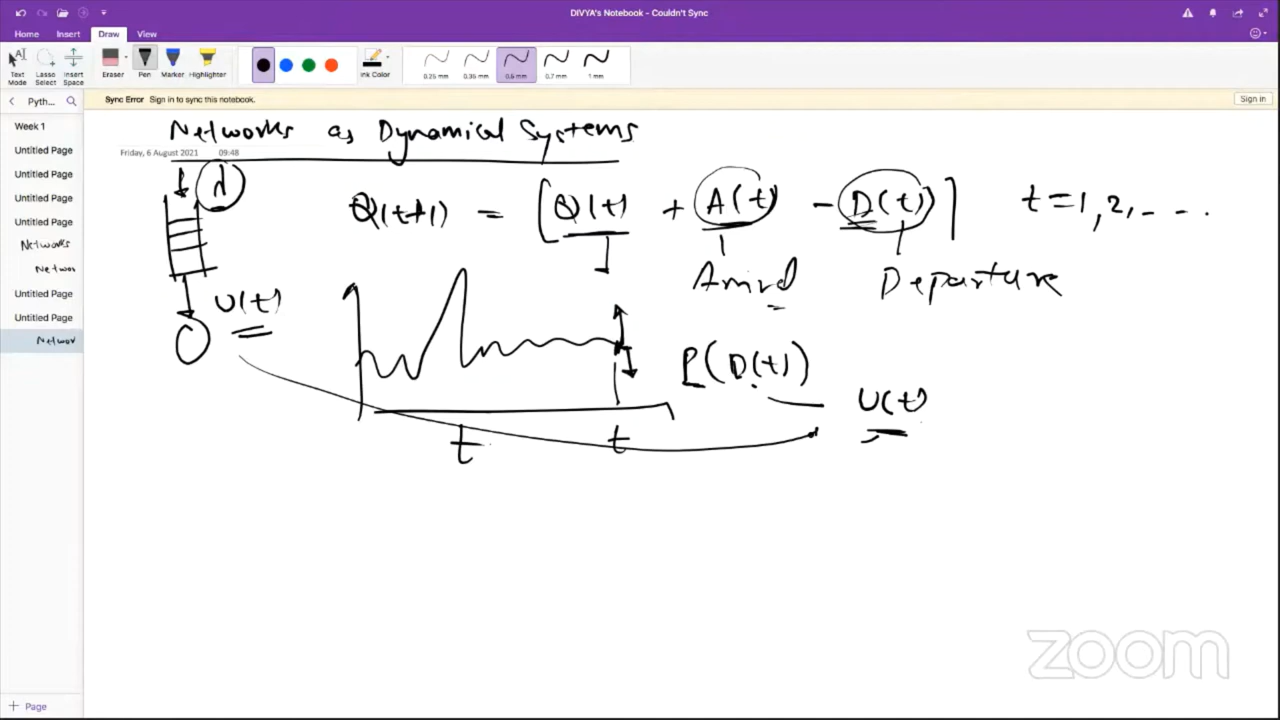 DIVYA's Notebook - Couldn't Sync
Home Insert Draw View
Text Mode
Lasso Select
Insert Space
Eraser
Pen
Marker
Highlighter
Ink Color
0.25 mm
0.35 mm
0.5 mm
0.7 mm
1 mm
Pyth...
Sync Error Sign in to sync this notebook.
Sign in
Week 1
Untitled Page
Untitled Page
Untitled Page
Untitled Page
Networks
Networ
Untitled Page
Untitled Page
Networ
+ Page
Networks as Dynamical Systems
Friday, 6 August 2021 09:48
λ
Q(t+1) = [Q(t) + A(t) - D(t)] t=1,2,- - -.
Arrival Departure
U(t)
P(D(t))
U(t)
t t
zoom